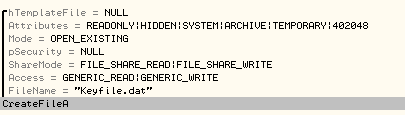 hTemplateFile = NULL
Attributes = READONLY|HIDDEN|SYSTEM|ARCHIVE|TEMPORARY|402048
Mode = OPEN_EXISTING
pSecurity = NULL
ShareMode = FILE_SHARE_READ|FILE_SHARE_WRITE
Access = GENERIC_READ|GENERIC_WRITE
FileName = "Keyfile.dat"
CreateFileA